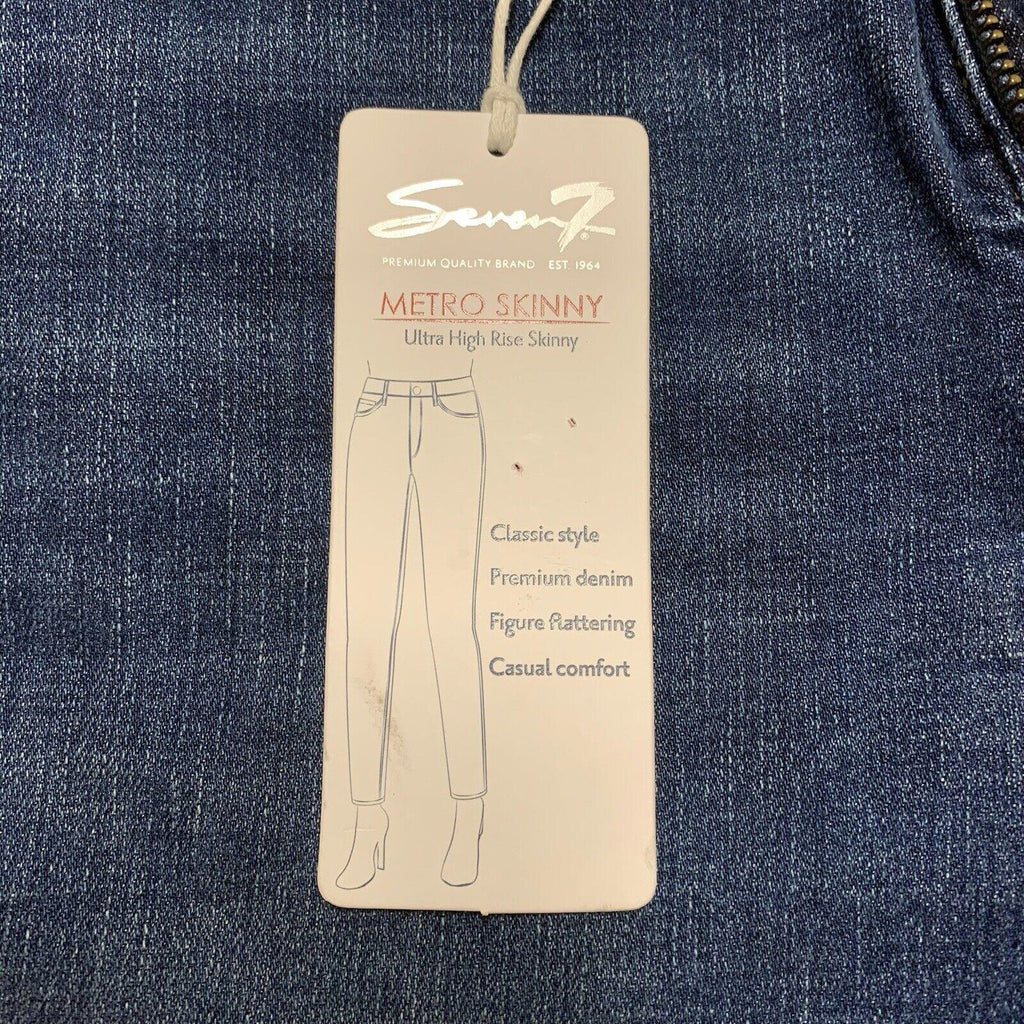 Seven7®
PREMIUM QUALITY BRAND EST. 1964
METRO SKINNY
Ultra High Rise Skinny
Classic style
Premium denim
Figure flattering
Casual comfort